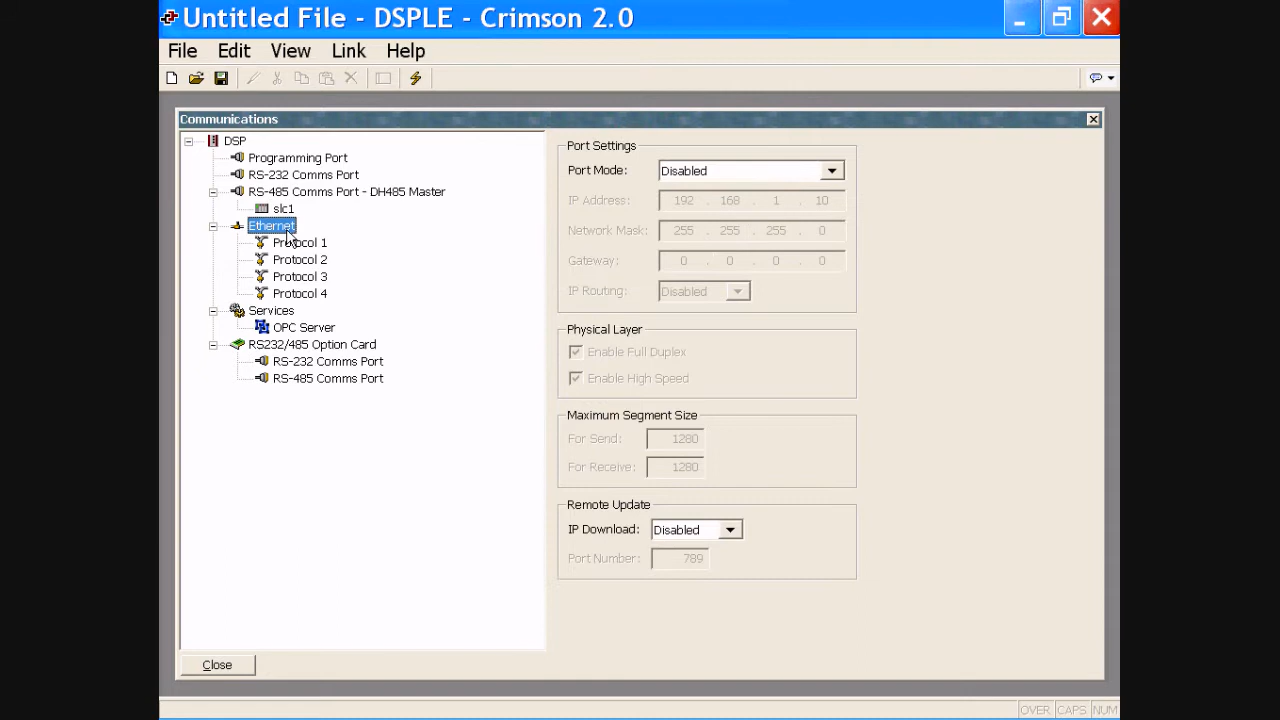 Untitled File - DSPLE - Crimson 2.0
File Edit View Link Help
Communications
DSP
Programming Port
RS-232 Comms Port
RS-485 Comms Port - DH485 Master
slc1
Ethernet
Protocol 1
Protocol 2
Protocol 3
Protocol 4
Services
OPC Server
RS232/485 Option Card
RS-232 Comms Port
RS-485 Comms Port
Close
Port Settings
Port Mode: Disabled
IP Address: 192 . 168 . 1 . 10
Network Mask: 255 . 255 . 255 . 0
Gateway: 0 . 0 . 0 . 0
IP Routing: Disabled
Physical Layer
Enable Full Duplex
Enable High Speed
Maximum Segment Size
For Send: 1280
For Receive: 1280
Remote Update
IP Download: Disabled
Port Number: 789
OVER CAPS NUM